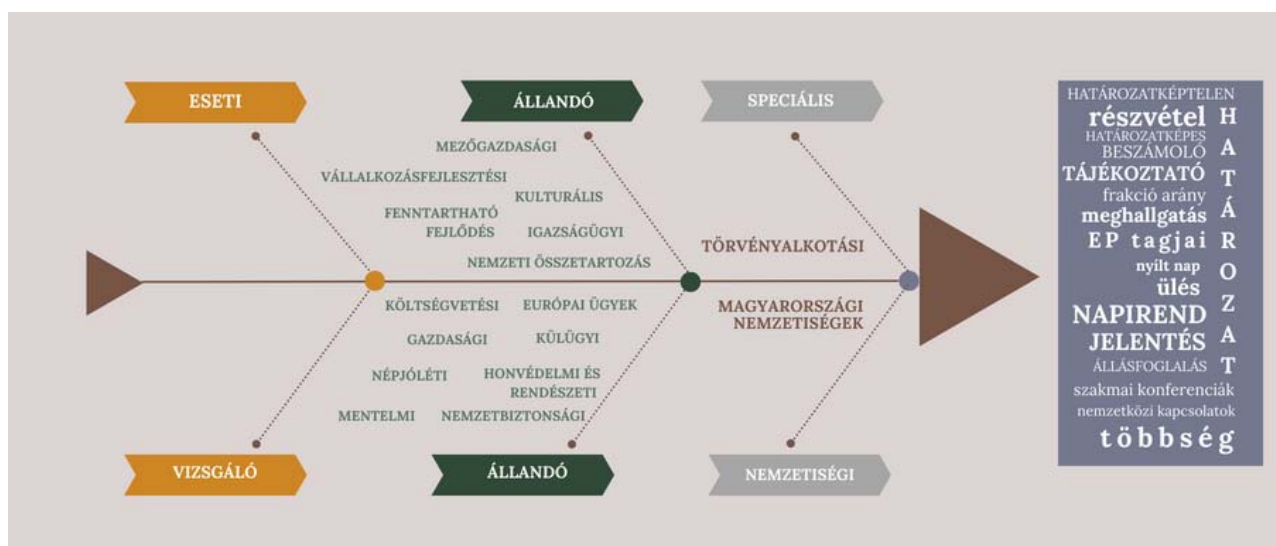 ESETI
ÁLLANDÓ
SPECIÁLIS
MEZŐGAZDASÁGI
VÁLLALKOZÁSFEJLESZTÉSI
KULTURÁLIS
FENNTARTHATÓ
FEJLŐDÉS
IGAZSÁGÜGYI
NEMZETI ÖSSZETARTOZÁS
TÖRVÉNYALKOTÁSI
KÖLTSÉGVETÉSI
EURÓPAI ÜGYEK
GAZDASÁGI
KÜLÜGYI
NÉPJÓLÉTI
HONVÉDELMI ÉS
RENDÉSZETI
MENTELMI
NEMZETBIZTONSÁGI
MAGYARORSZÁGI
NEMZETISÉGEK
VIZSGÁLÓ
ÁLLANDÓ
NEMZETISÉGI
HATÁROZATKÉPTELEN
részvétel
HATÁROZATKÉPES
BESZÁMOLÓ
TÁJÉKOZTATÓ
frakció arány
meghallgatás
EP tagjai
nyílt nap
ülés
NAPIREND
JELENTÉS
ÁLLÁSFOGLALÁS
szakmai konferenciák
nemzetközi kapcsolatok
többség
HATÁROZAT